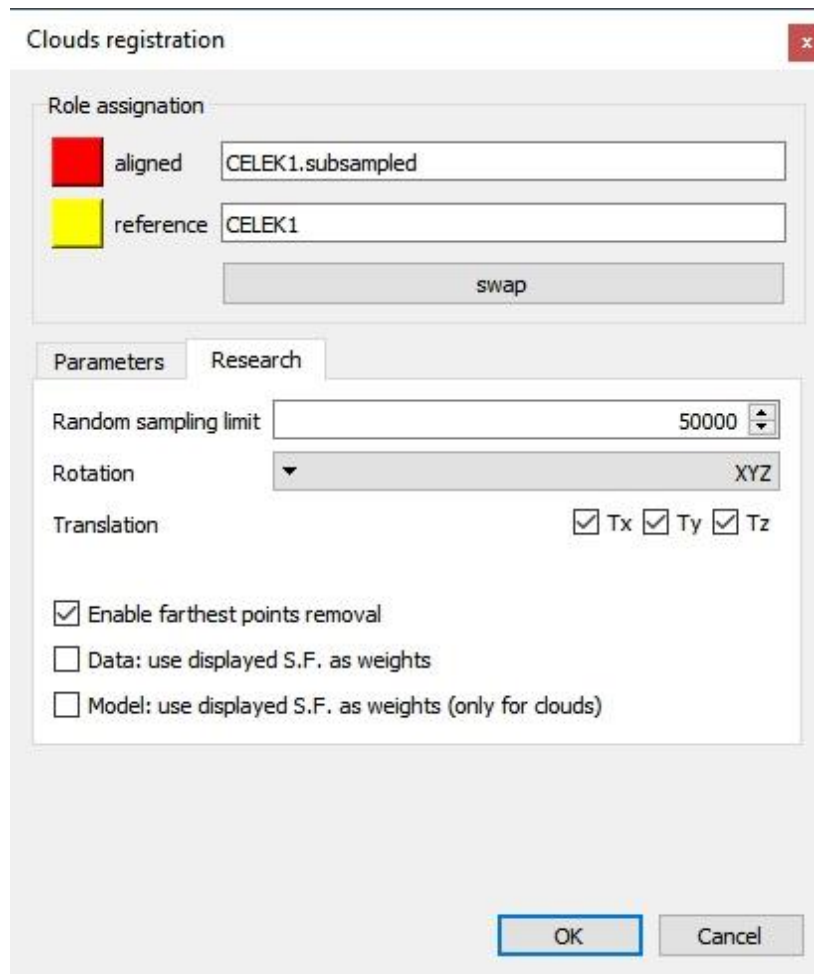 Clouds registration
x
Role assignation
aligned CELEK1.subsampled
reference CELEK1
swap
Parameters Research
Random sampling limit 50000
Rotation XYZ
Translation Tx Ty Tz
Enable farthest points removal
Data: use displayed S.F. as weights
Model: use displayed S.F. as weights (only for clouds)
OK Cancel